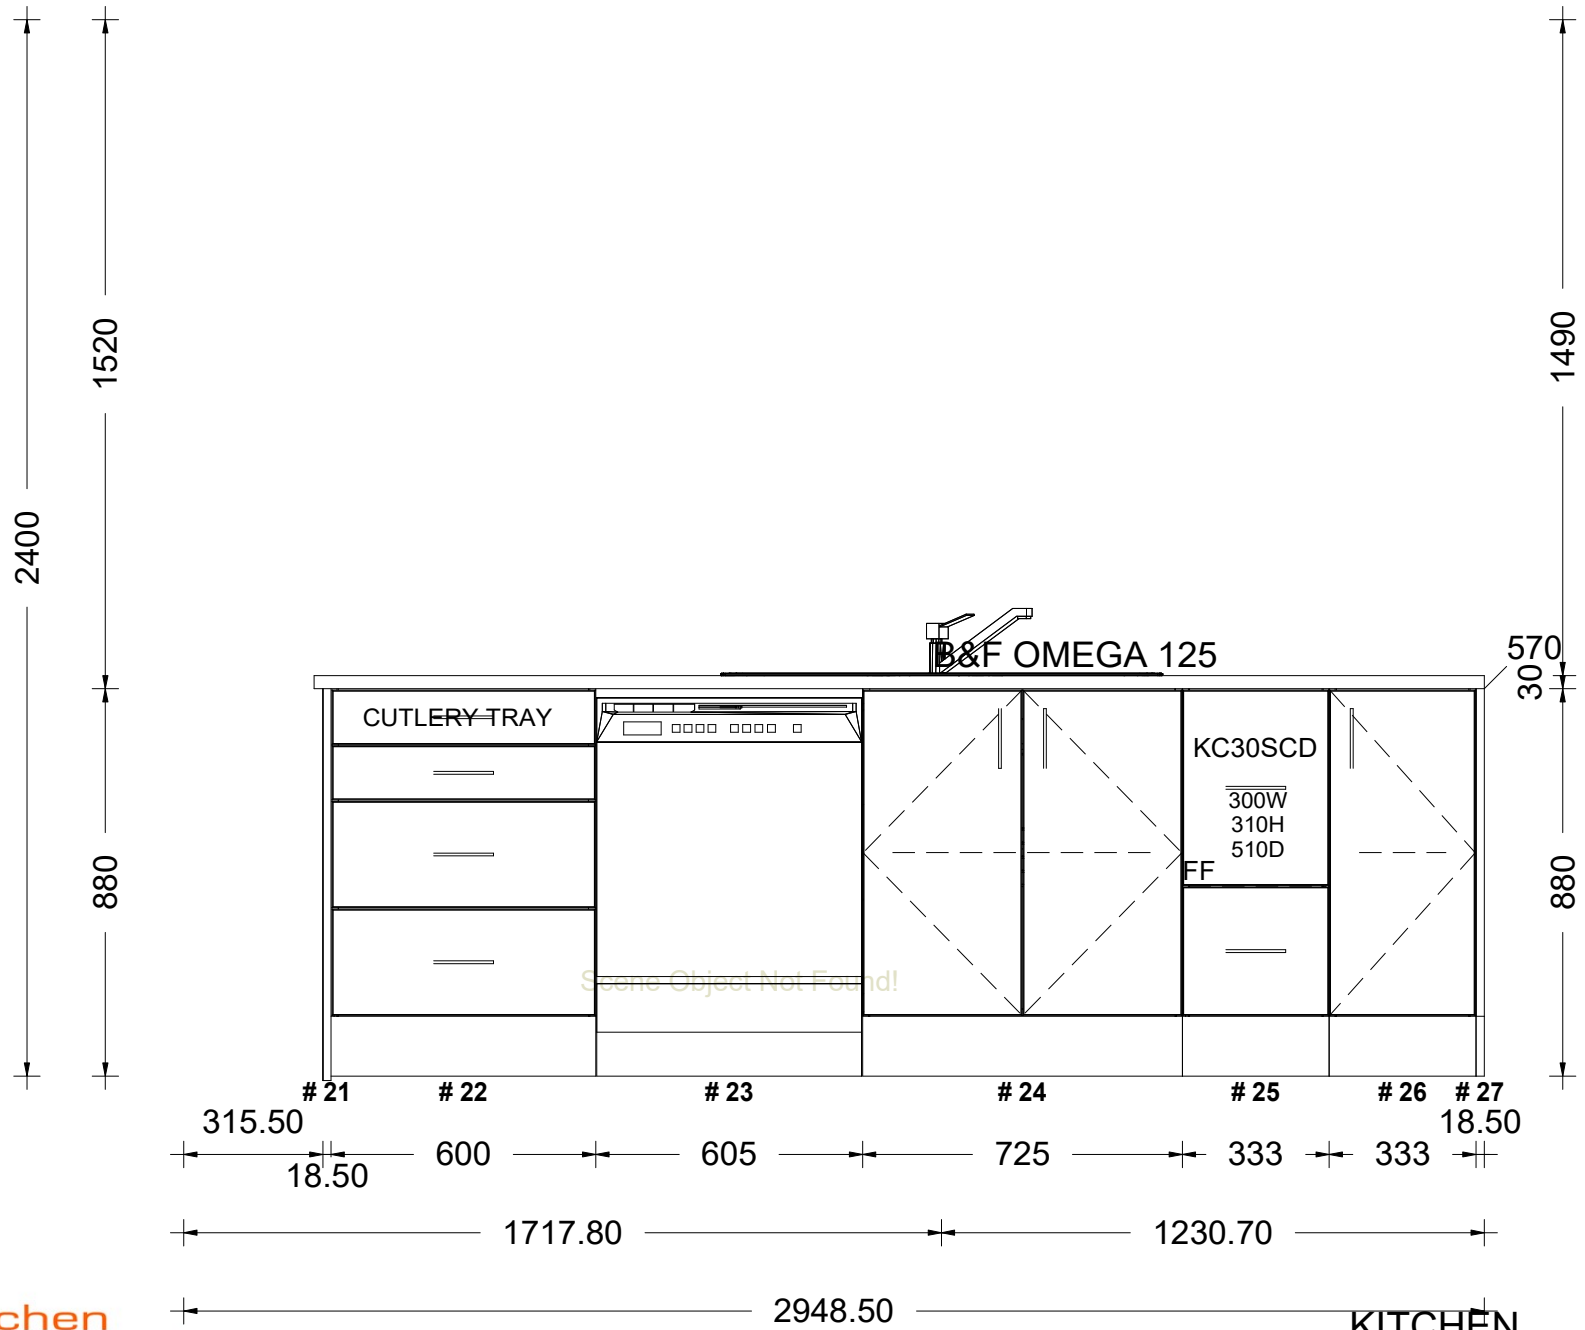 2400
1520
1490
B&F OMEGA 125
570
30
CUTLERY TRAY
KC30SCD
300W
310H
510D
FF
880
880
Scene Object Not Found!
# 21
# 22
# 23
# 24
# 25
# 26
# 27
315.50
18.50
600
605
725
333
333
18.50
1717.80
1230.70
2948.50
chen
KITCHEN